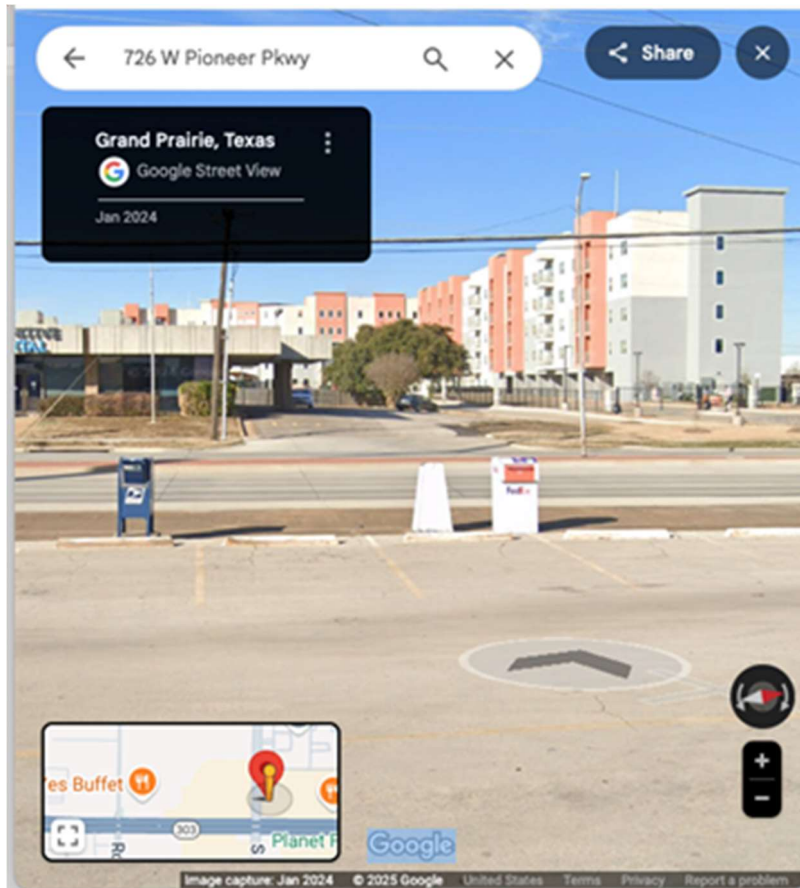 726 W Pioneer Pkwy
Share
Grand Prairie, Texas
Google Street View
Jan 2024
FedEx
es Buffet
303
Planet F
S
Google
Image capture: Jan 2024 © 2025 Google United States Terms Privacy Report a problem